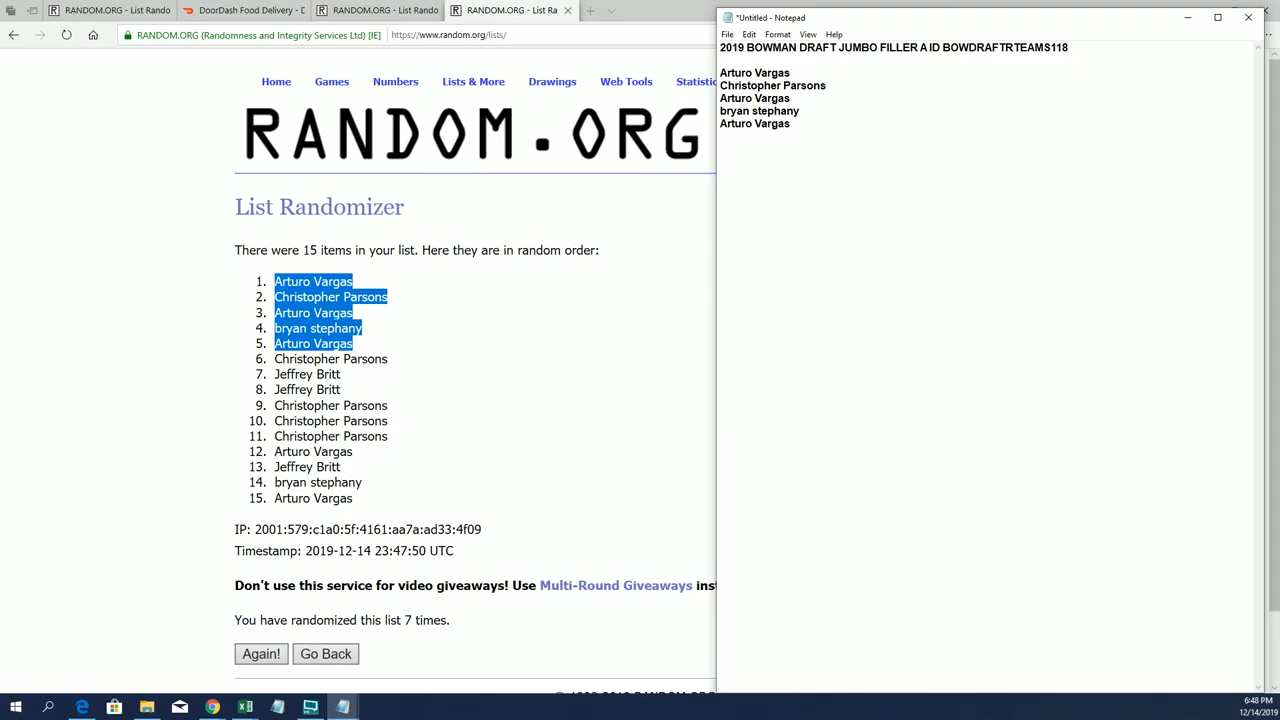 RANDOM.ORG - List Rando
DoorDash Food Delivery - D
RANDOM.ORG - List Rando
RANDOM.ORG - List Ra
RANDOM.ORG (Randomness and Integrity Services Ltd) [IE]
https://www.random.org/lists/
*Untitled - Notepad
File Edit Format View Help
2019 BOWMAN DRAFT JUMBO FILLER A ID BOWDRAFTRTEAMS118
Arturo Vargas
Christopher Parsons
Arturo Vargas
bryan stephany
Arturo Vargas
Home Games Numbers Lists & More Drawings Web Tools Statistic
RANDOM.ORG
List Randomizer
There were 15 items in your list. Here they are in random order:
1. Arturo Vargas
2. Christopher Parsons
3. Arturo Vargas
4. bryan stephany
5. Arturo Vargas
6. Christopher Parsons
7. Jeffrey Britt
8. Jeffrey Britt
9. Christopher Parsons
10. Christopher Parsons
11. Christopher Parsons
12. Arturo Vargas
13. Jeffrey Britt
14. bryan stephany
15. Arturo Vargas
IP: 2001:579:c1a0:5f:4161:aa7a:ad33:4f09
Timestamp: 2019-12-14 23:47:50 UTC
Don't use this service for video giveaways! Use Multi-Round Giveaways inst
You have randomized this list 7 times.
Again! Go Back
6:48 PM
12/14/2019